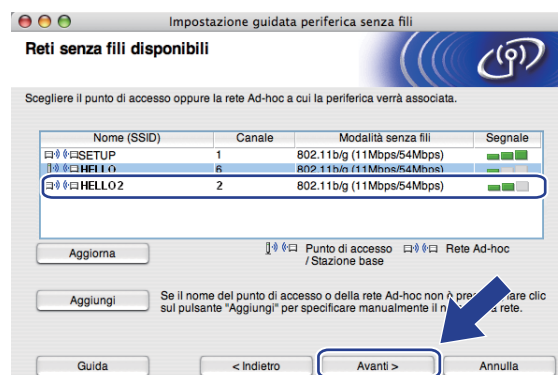 Impostazione guidata periferica senza fili
Reti senza fili disponibili
Scegliere il punto di accesso oppure la rete Ad-hoc a cui la periferica verrà associata.
Nome (SSID) Canale Modalità senza fili Segnale
SETUP 1 802.11b/g (11Mbps/54Mbps)
HELLO 6 802.11b/g (11Mbps/54Mbps)
HELLO2 2 802.11b/g (11Mbps/54Mbps)
Aggiorna
Punto di accesso Rete Ad-hoc
/ Stazione base
Aggiungi
Se il nome del punto di accesso o della rete Ad-hoc non è clic
sul pulsante "Aggiungi" per specificare manualmente il rete.
Guida < Indietro Avanti > Annulla